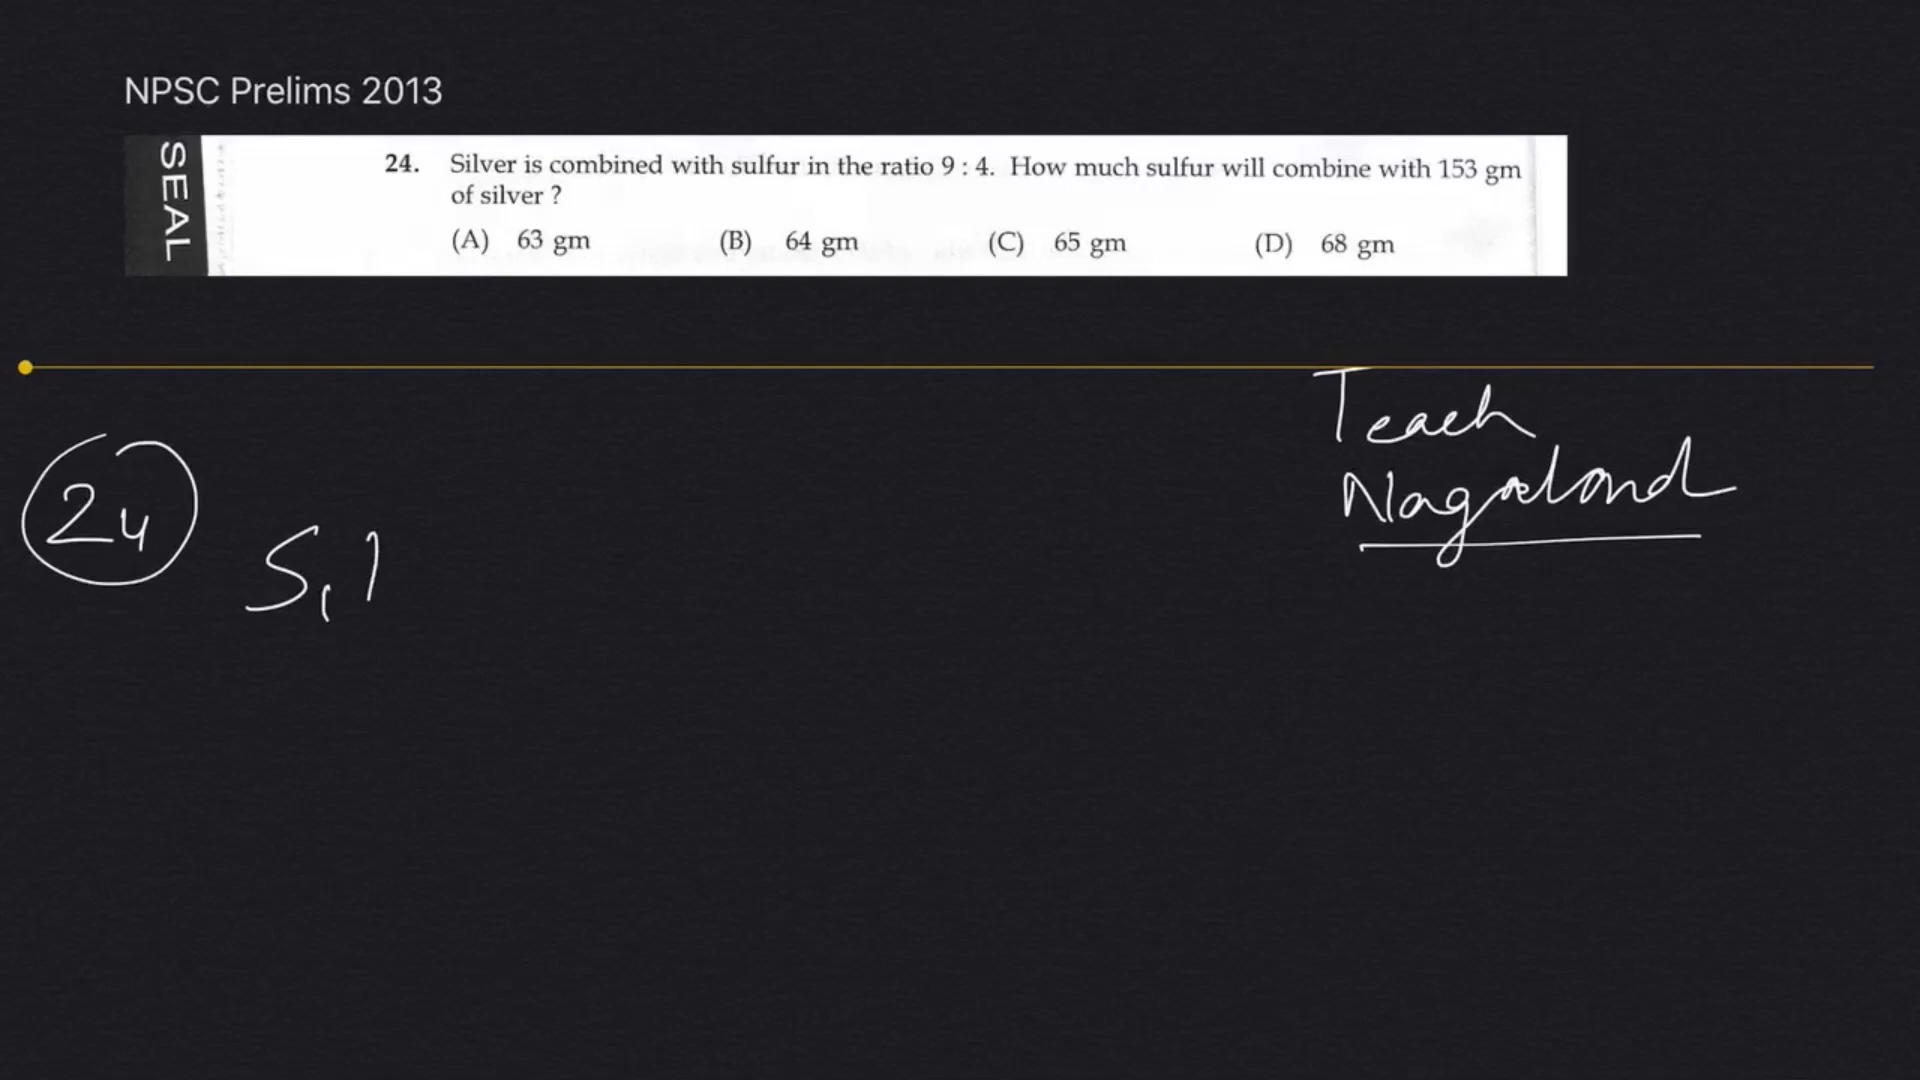 NPSC Prelims 2013
SEAL
24. Silver is combined with sulfur in the ratio 9 : 4. How much sulfur will combine with 153 gm
of silver ?
(A) 63 gm (B) 64 gm (C) 65 gm (D) 68 gm
Teach
Nagaland
24
Sil